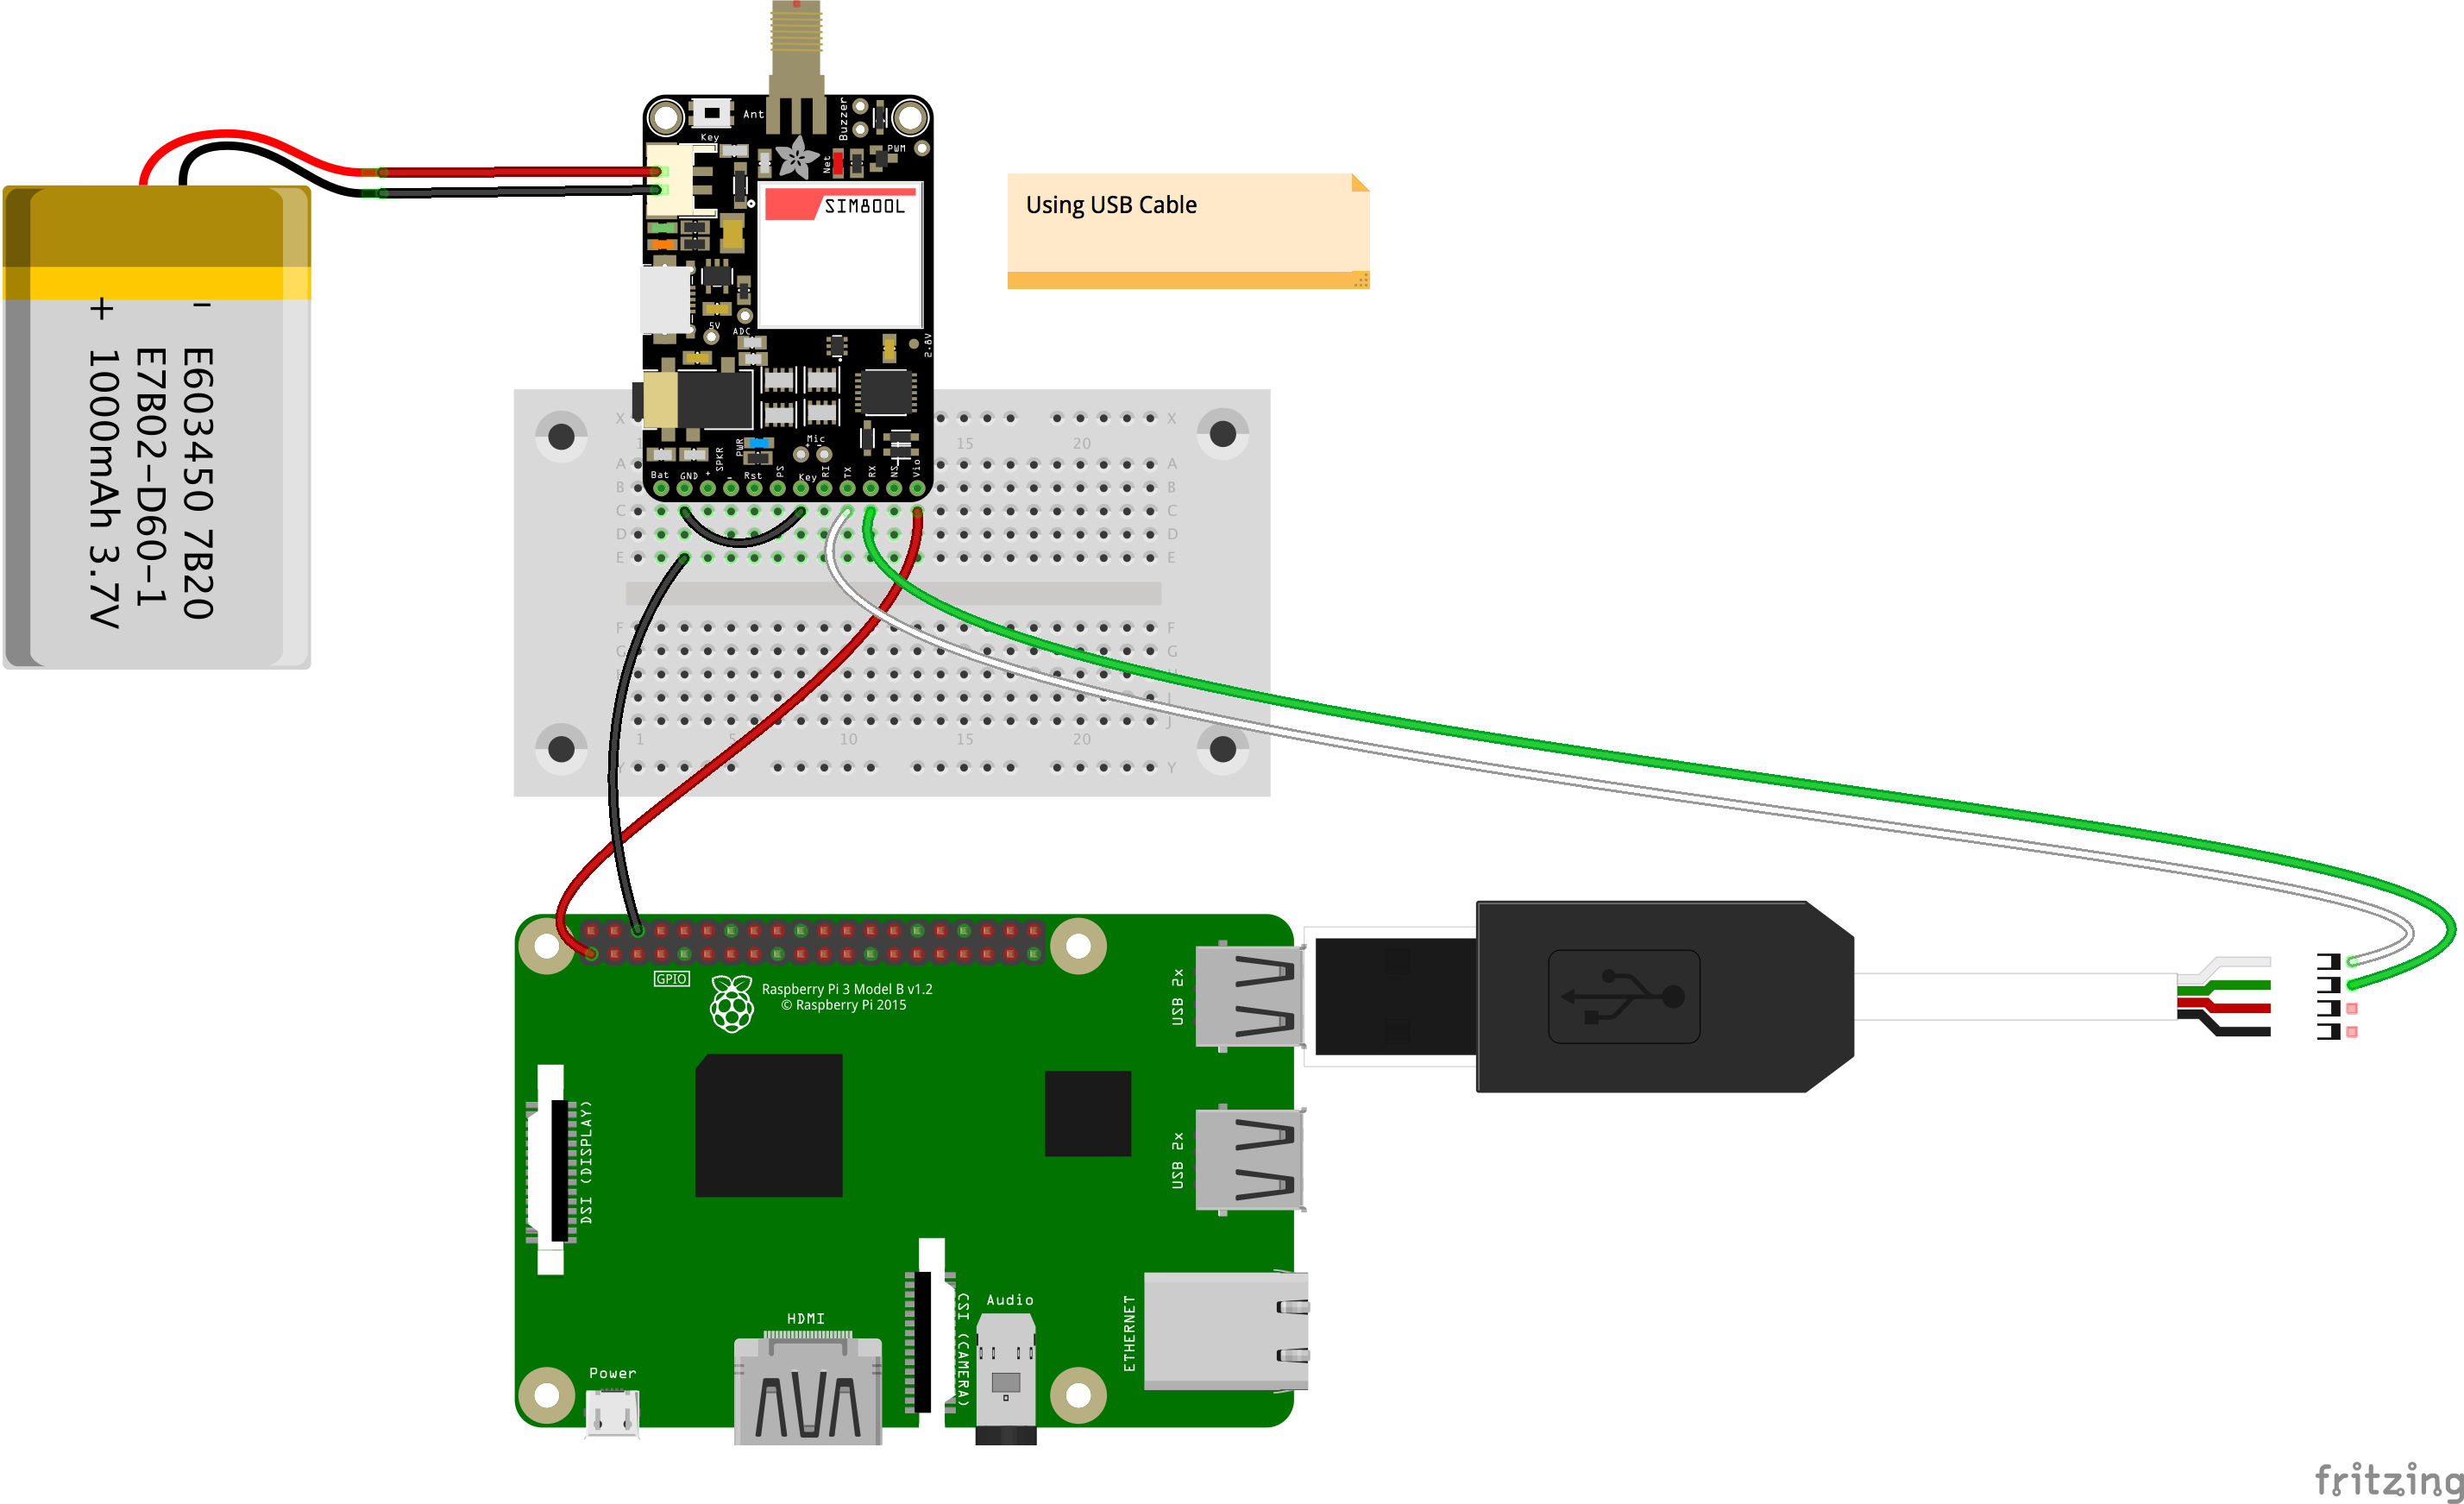 Ant
Buzzer
Key
Net
PWM
SIM800L
Using USB Cable
+ -
E603450 7B20
E7B02-D60-1
1000mAh 3.7V
5V
ADC
2.8V
X
X
1
15
20
PWR
Mic
+ -
SPKR
A
Bat
GND
+
-
Rst
PS
Key
RI
TX
RX
NS
Vio
A
B
B
C
C
D
D
E
E
F
F
G
G
H
I
J
J
1
5
10
15
20
Y
Y
GPIO
Raspberry Pi 3 Model B v1.2
© Raspberry Pi 2015
USB 2x
DSI (DISPLAY)
USB 2x
HDMI
CSI (CAMERA)
Audio
ETHERNET
Power
fritzing